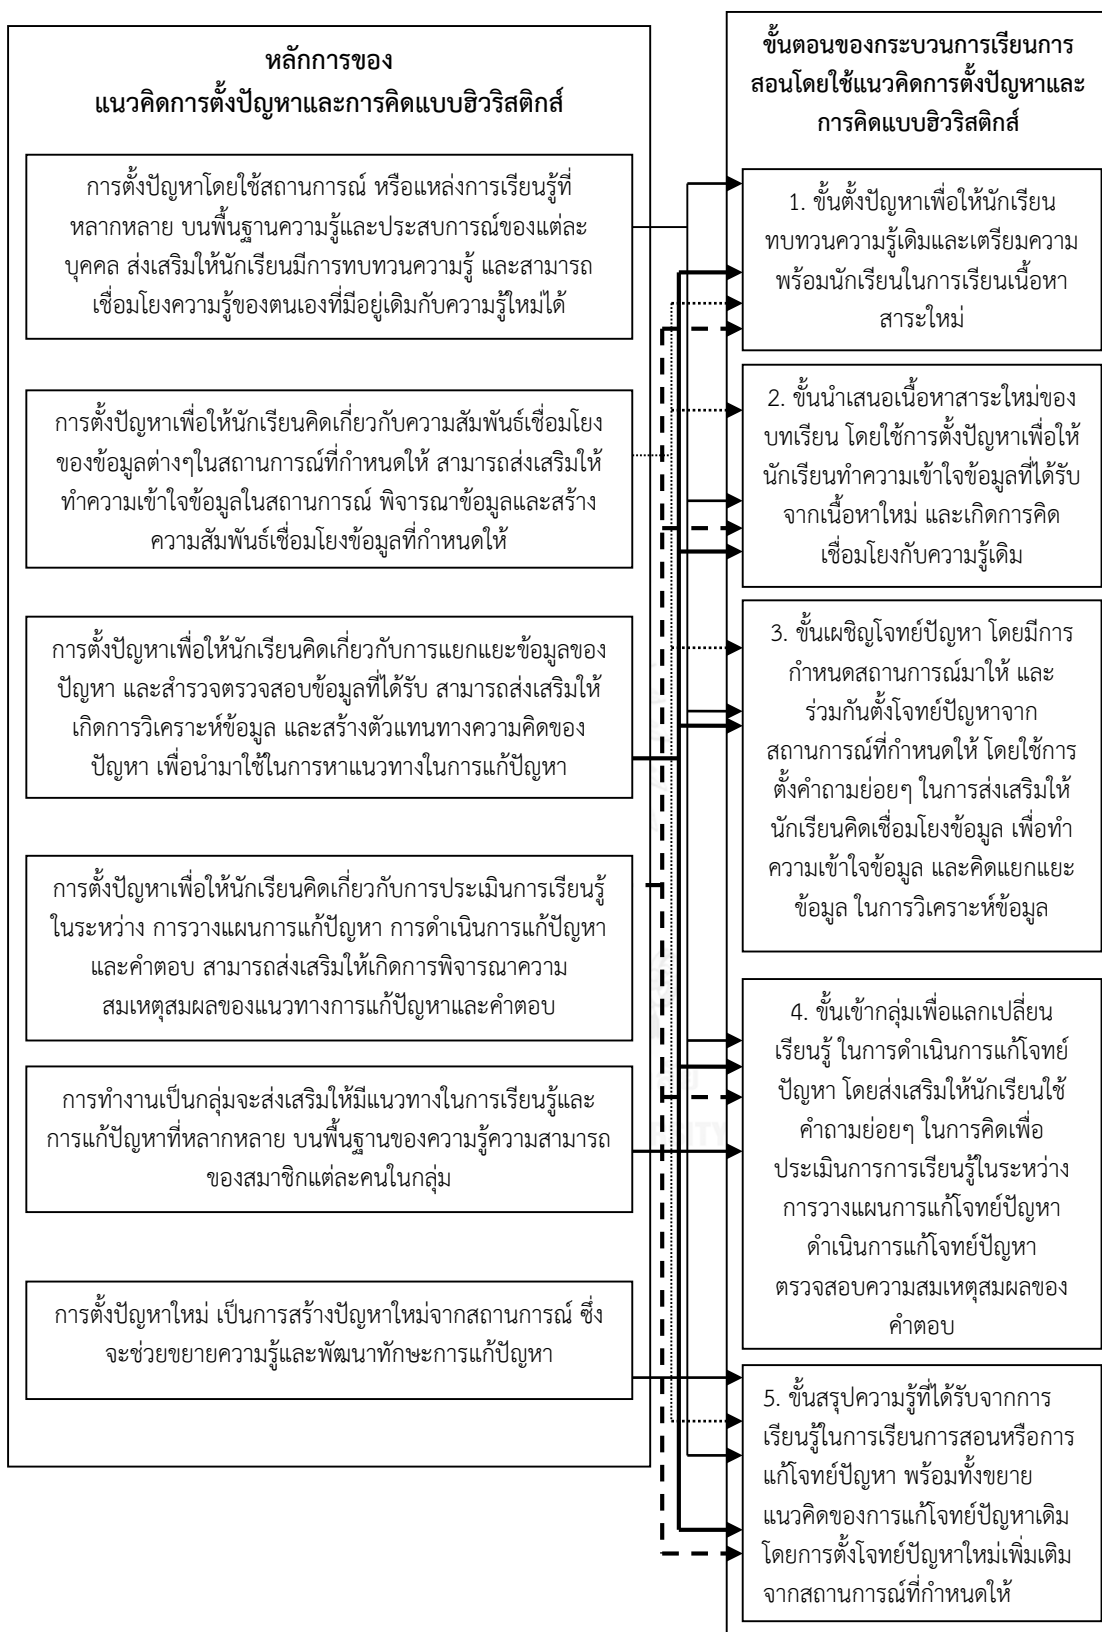 หลักการของ
แนวคิดการตั้งปัญหาและการคิดแบบฮิวริสติกส์
การตั้งปัญหาโดยใช้สถานการณ์ หรือแหล่งการเรียนรู้ที่
หลากหลาย บนพื้นฐานความรู้และประสบการณ์ของแต่ละ
บุคคล ส่งเสริมให้นักเรียนมีการทบทวนความรู้ และสามารถ
เชื่อมโยงความรู้ของตนเองที่มีอยู่เดิมกับความรู้ใหม่ได้
การตั้งปัญหาเพื่อให้นักเรียนคิดเกี่ยวกับความสัมพันธ์เชื่อมโยง
ของข้อมูลต่างๆในสถานการณ์ที่กำหนดให้ สามารถส่งเสริมให้
ทำความเข้าใจข้อมูลในสถานการณ์ พิจารณาข้อมูลและสร้าง
ความสัมพันธ์เชื่อมโยงข้อมูลที่กำหนดให้
การตั้งปัญหาเพื่อให้นักเรียนคิดเกี่ยวกับการแยกแยะข้อมูลของ
ปัญหา และสำรวจตรวจสอบข้อมูลที่ได้รับ สามารถส่งเสริมให้
เกิดการวิเคราะห์ข้อมูล และสร้างตัวแทนทางความคิดของ
ปัญหา เพื่อนำมาใช้ในการหาแนวทางในการแก้ปัญหา
การตั้งปัญหาเพื่อให้นักเรียนคิดเกี่ยวกับการประเมินการเรียนรู้
ในระหว่าง การวางแผนการแก้ปัญหา การดำเนินการแก้ปัญหา
และคำตอบ สามารถส่งเสริมให้เกิดการพิจารณาความ
สมเหตุสมผลของแนวทางการแก้ปัญหาและคำตอบ
การทำงานเป็นกลุ่มจะส่งเสริมให้มีแนวทางในการเรียนรู้และ
การแก้ปัญหาที่หลากหลาย บนพื้นฐานของความรู้ความสามารถ
ของสมาชิกแต่ละคนในกลุ่ม
การตั้งปัญหาใหม่ เป็นการสร้างปัญหาใหม่จากสถานการณ์ ซึ่ง
จะช่วยขยายความรู้และพัฒนาทักษะการแก้ปัญหา
ขั้นตอนของกระบวนการเรียนการ
สอนโดยใช้แนวคิดการตั้งปัญหาและ
การคิดแบบฮิวริสติกส์
1. ขั้นตั้งปัญหาเพื่อให้นักเรียน
ทบทวนความรู้เดิมและเตรียมความ
พร้อมนักเรียนในการเรียนเนื้อหา
สาระใหม่
2. ขั้นนำเสนอเนื้อหาสาระใหม่ของ
บทเรียน โดยใช้การตั้งปัญหาเพื่อให้
นักเรียนทำความเข้าใจข้อมูลที่ได้รับ
จากเนื้อหาใหม่ และเกิดการคิด
เชื่อมโยงกับความรู้เดิม
3. ขั้นเผชิญโจทย์ปัญหา โดยมีการ
กำหนดสถานการณ์มาให้ และ
ร่วมกันตั้งโจทย์ปัญหาจาก
สถานการณ์ที่กำหนดให้ โดยใช้การ
ตั้งคำถามย่อยๆ ในการส่งเสริมให้
นักเรียนคิดเชื่อมโยงข้อมูล เพื่อทำ
ความเข้าใจข้อมูล และคิดแยกแยะ
ข้อมูล ในการวิเคราะห์ข้อมูล
4. ขั้นเข้ากลุ่มเพื่อแลกเปลี่ยน
เรียนรู้ ในการดำเนินการแก้โจทย์
ปัญหา โดยส่งเสริมให้นักเรียนใช้
คำถามย่อยๆ ในการคิดเพื่อ
ประเมินการการเรียนรู้ในระหว่าง
การวางแผนการแก้โจทย์ปัญหา
ดำเนินการแก้โจทย์ปัญหา
ตรวจสอบความสมเหตุสมผลของ
คำตอบ
5. ขั้นสรุปความรู้ที่ได้รับจากการ
เรียนรู้ในการเรียนการสอนหรือการ
แก้โจทย์ปัญหา พร้อมทั้งขยาย
แนวคิดของการแก้โจทย์ปัญหาเดิม
โดยการตั้งโจทย์ปัญหาใหม่เพิ่มเติม
จากสถานการณ์ที่กำหนดให้